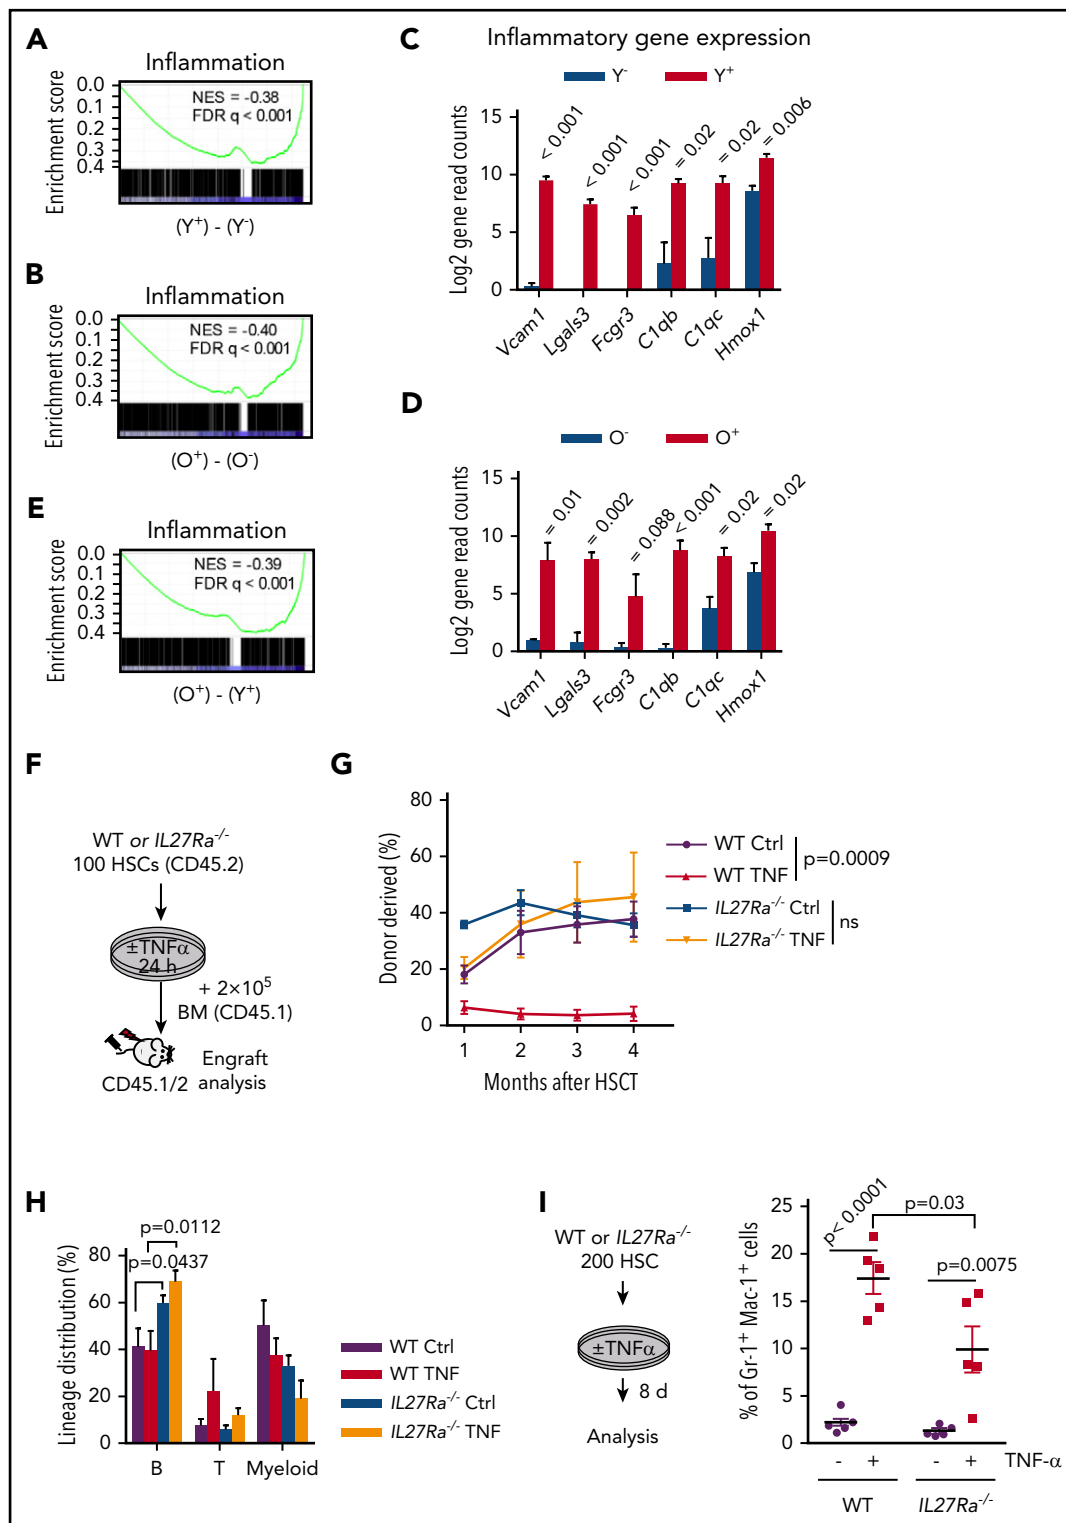 A
Inflammation
Enrichment score
0.0
0.1
0.2
0.3
0.4
NES = -0.38
FDR q < 0.001
(Y+) - (Y-)
B
Inflammation
Enrichment score
0.0
0.1
0.2
0.3
0.4
NES = -0.40
FDR q < 0.001
(O+) - (O-)
E
Inflammation
Enrichment score
0.0
0.1
0.2
0.3
0.4
NES = -0.39
FDR q < 0.001
(O+) - (Y+)
C
Inflammatory gene expression
Y- Y+
Log2 gene read counts
15
10
5
0
< 0.001
< 0.001
< 0.001
= 0.02
= 0.02
= 0.006
Vcam1
Lgals3
Fcgr3
C1qb
C1qc
Hmox1
D
O- O+
Log2 gene read counts
15
10
5
0
= 0.01
= 0.002
= 0.088
< 0.001
= 0.02
= 0.02
Vcam1
Lgals3
Fcgr3
C1qb
C1qc
Hmox1
F
WT or IL27Ra-/-
100 HSCs (CD45.2)
±TNFα
24 h
+ 2×10⁵
BM (CD45.1)
Engraft
CD45.1/2 analysis
G
Donor derived (%)
80
60
40
20
0
1 2 3 4
Months after HSCT
WT Ctrl
WT TNF
p=0.0009
IL27Ra-/- Ctrl
IL27Ra-/- TNF
ns
H
Lineage distribution (%)
80
60
40
20
0
p=0.0112
p=0.0437
B T Myeloid
WT Ctrl
WT TNF
IL27Ra-/- Ctrl
IL27Ra-/- TNF
I
WT or IL27Ra-/-
200 HSC
±TNFα
8 d
Analysis
% of Gr-1+ Mac-1+ cells
25
20
15
10
5
0
p< 0.0001
p=0.03
p=0.0075
- + - + TNF-α
WT IL27Ra-/-